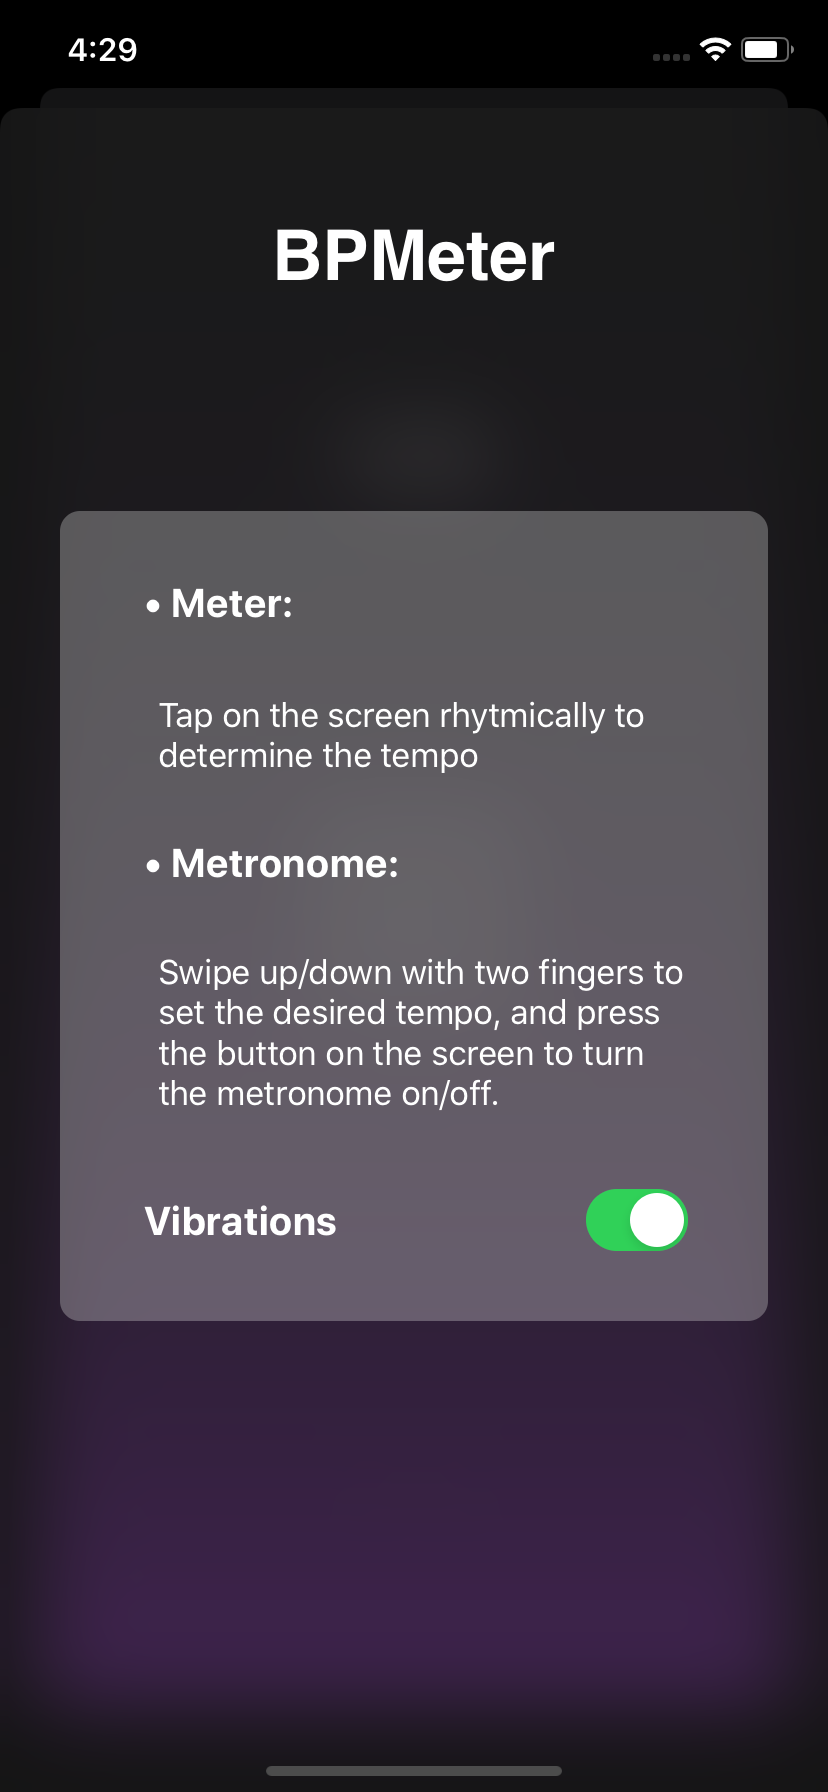 4:29
BPMeter
• Meter:
Tap on the screen rhytmically to
determine the tempo
• Metronome:
Swipe up/down with two fingers to
set the desired tempo, and press
the button on the screen to turn
the metronome on/off.
Vibrations